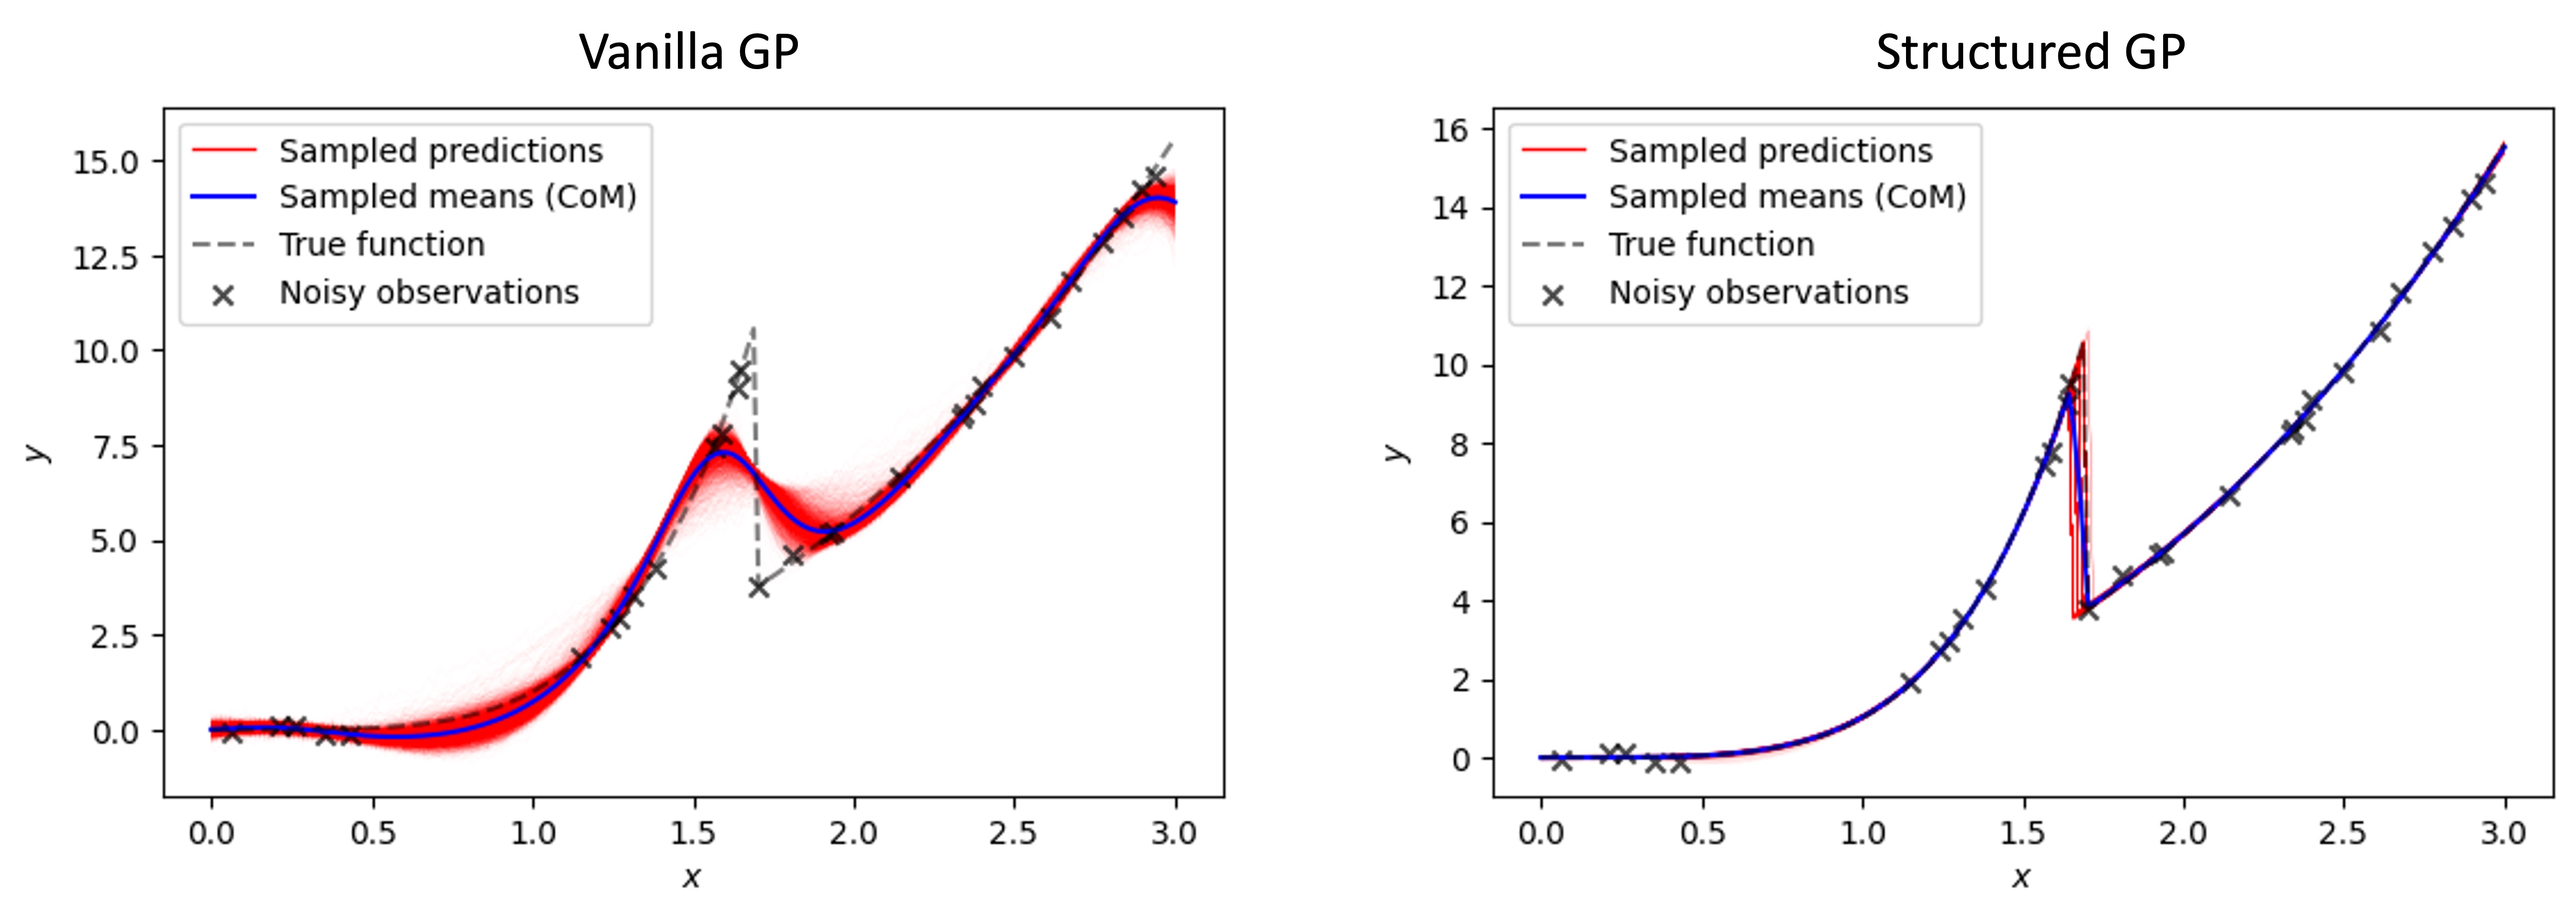 Vanilla GP
Structured GP
Sampled predictions
Sampled means (CoM)
True function
Noisy observations
15.0
12.5
10.0
7.5
5.0
2.5
0.0
y
0.0 0.5 1.0 1.5 2.0 2.5 3.0
x
Sampled predictions
Sampled means (CoM)
True function
Noisy observations
16
14
12
10
8
6
4
2
0
y
0.0 0.5 1.0 1.5 2.0 2.5 3.0
x